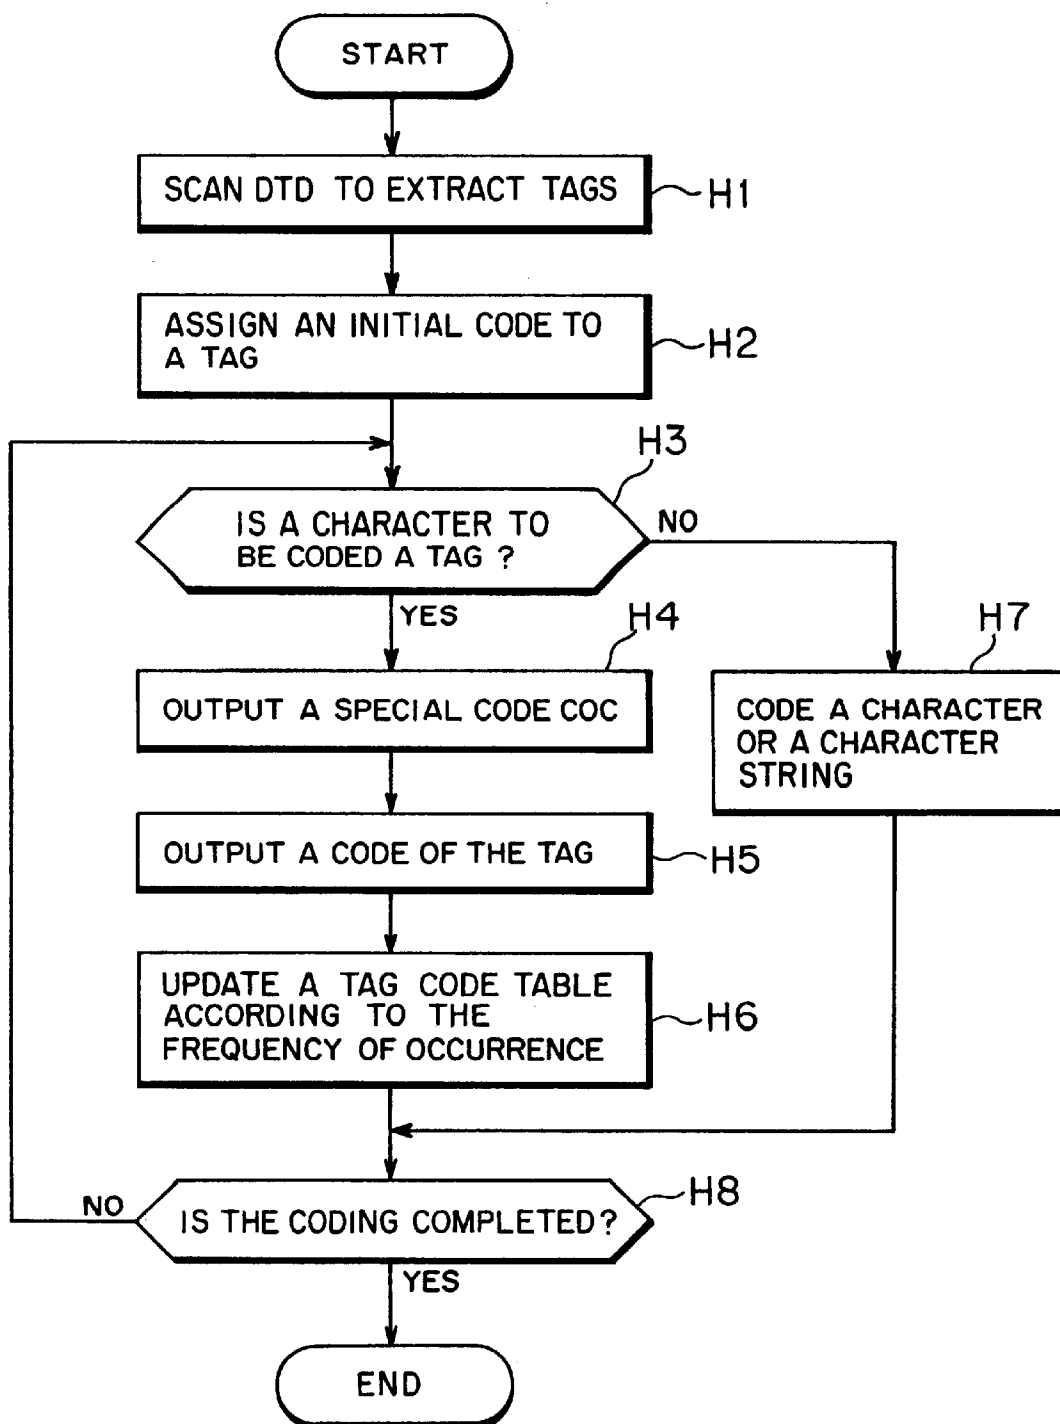 START
SCAN DTD TO EXTRACT TAGS
H1
ASSIGN AN INITIAL CODE TO
A TAG
H2
H3
IS A CHARACTER TO
BE CODED A TAG ?
NO
YES
H4
H7
OUTPUT A SPECIAL CODE COC
CODE A CHARACTER
OR A CHARACTER
STRING
OUTPUT A CODE OF THE TAG
H5
UPDATE A TAG CODE TABLE
ACCORDING TO THE
FREQUENCY OF OCCURRENCE
H6
H8
NO
IS THE CODING COMPLETED?
YES
END